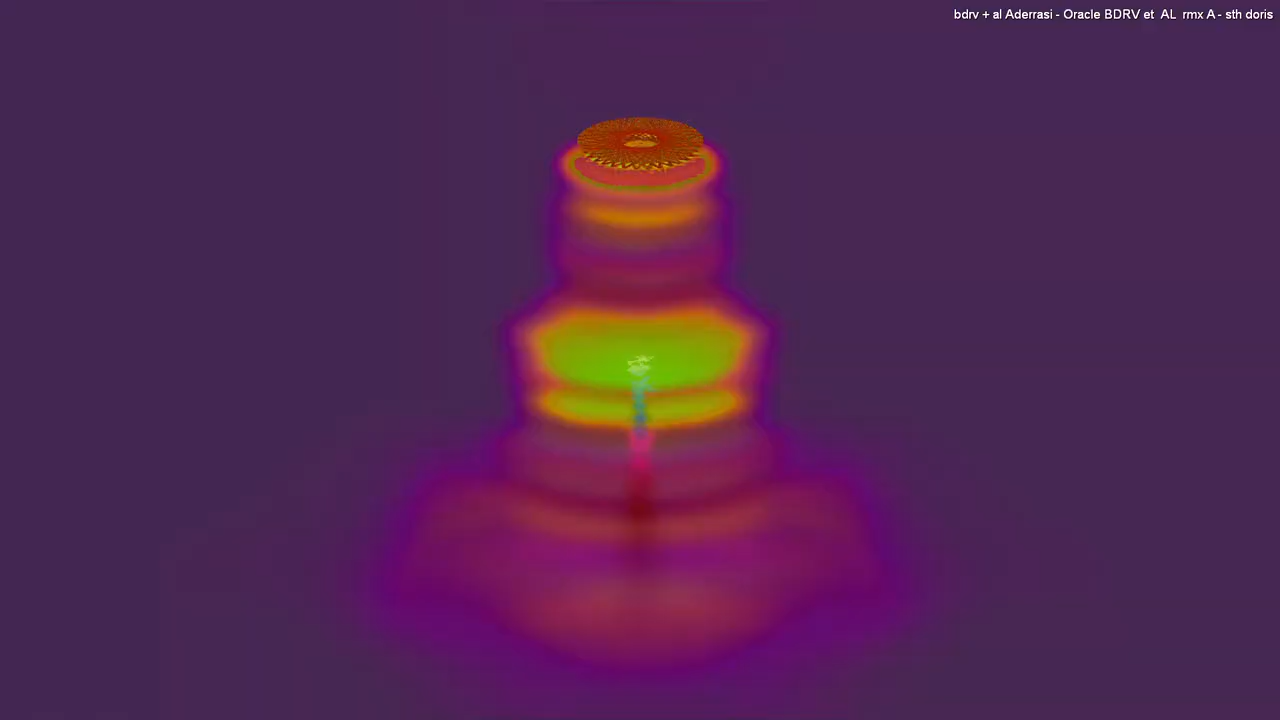 bdrv + al Aderrasi - Oracle BDRV et  AL  rmx A - sth doris